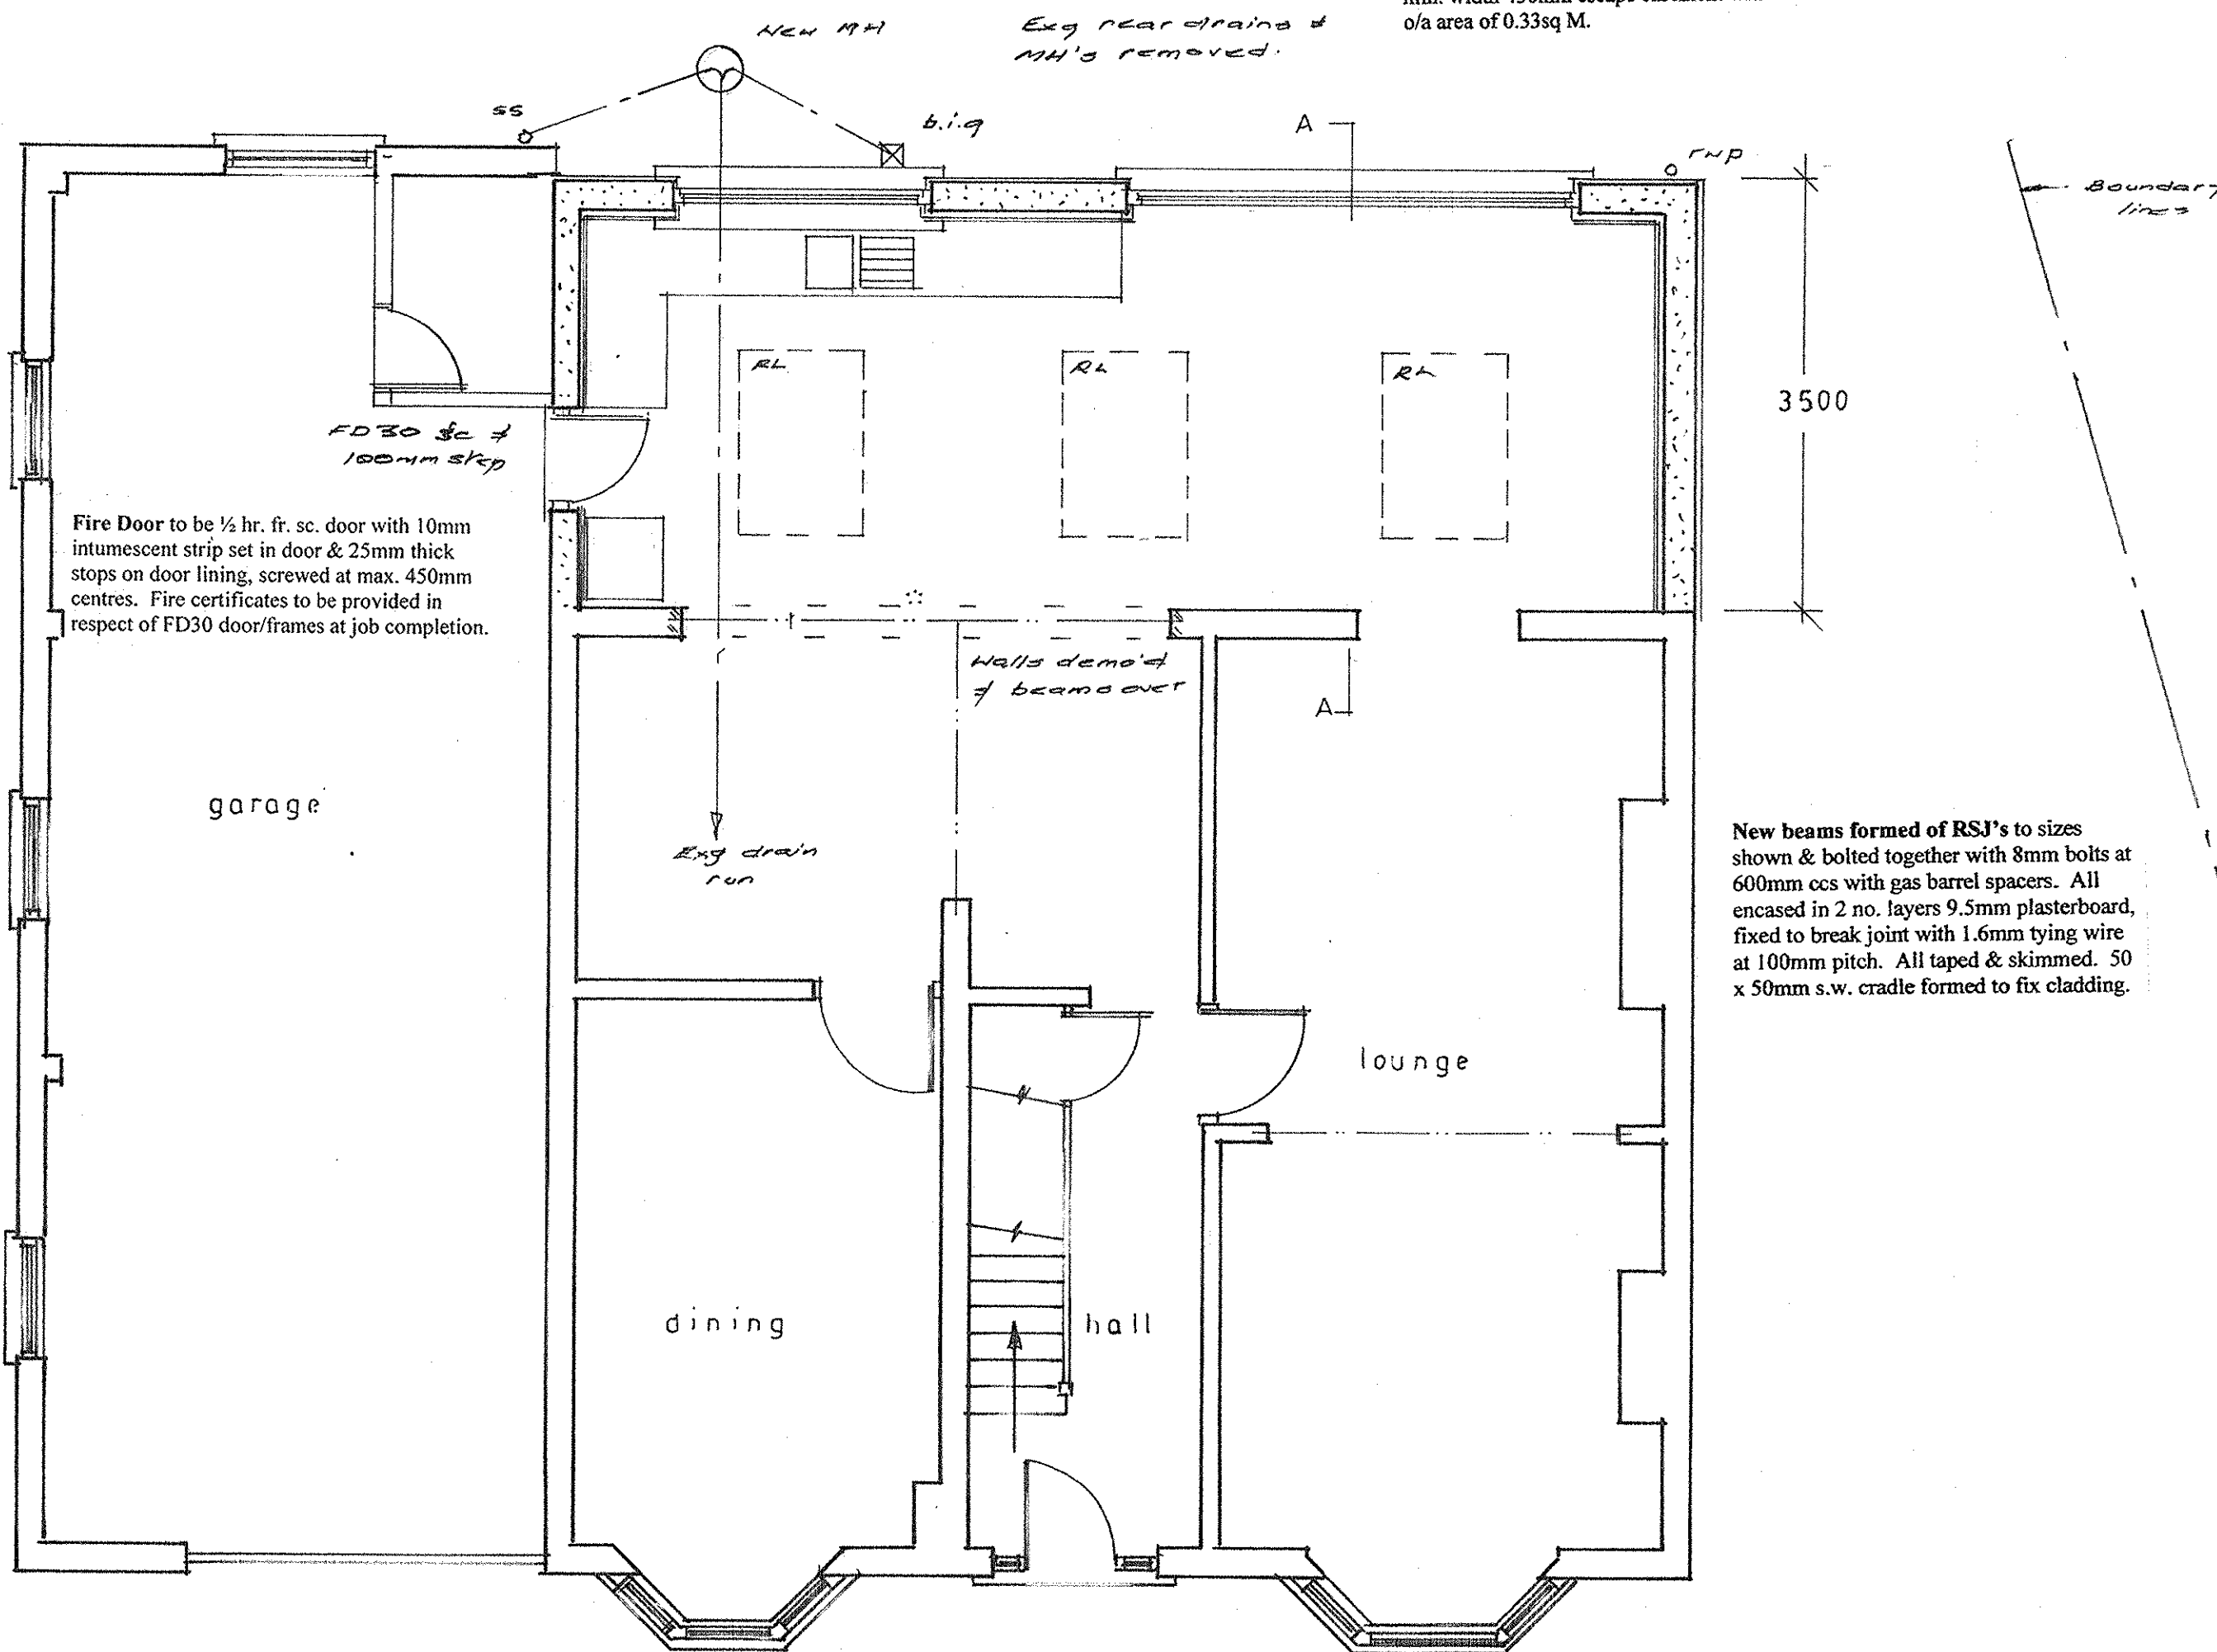 o/a area of 0.33sq M.
New MH
Exg rear drains &
MH's removed.
ss
b.i.g
A
rwp
Boundary
lines
RL
RL
RL
3500
FD30 sc &
100mm step
Fire Door to be ½ hr. fr. sc. door with 10mm
intumescent strip set in door & 25mm thick
stops on door lining, screwed at max. 450mm
centres. Fire certificates to be provided in
respect of FD30 door/frames at job completion.
Walls demo'd
& beams over
A
garage
Exg drain
run
New beams formed of RSJ's to sizes
shown & bolted together with 8mm bolts at
600mm ccs with gas barrel spacers. All
encased in 2 no. layers 9.5mm plasterboard,
fixed to break joint with 1.6mm tying wire
at 100mm pitch. All taped & skimmed. 50
x 50mm s.w. cradle formed to fix cladding.
lounge
dining
hall